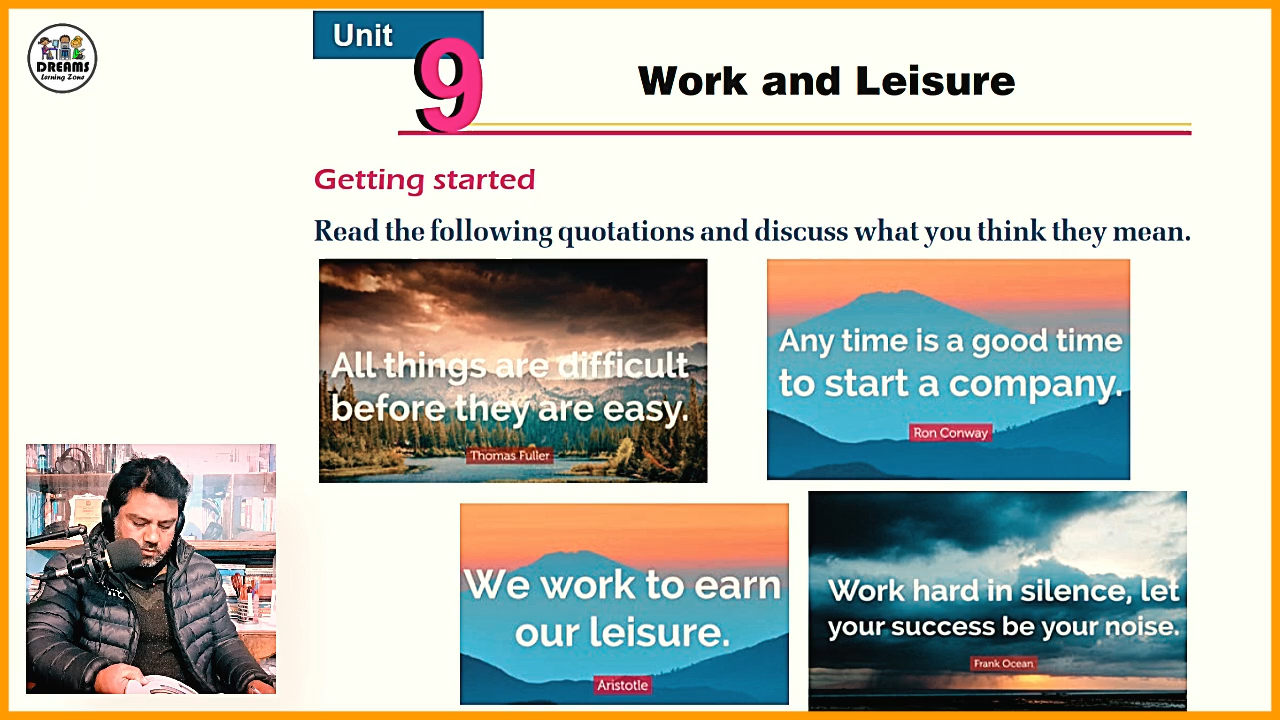 DREAMS
Lerning Zone
Unit
9
Work and Leisure
Getting started
Read the following quotations and discuss what you think they mean.
All things are difficult
before they are easy.
Thomas Fuller
Any time is a good time
to start a company.
Ron Conway
We work to earn
our leisure.
Aristotle
Work hard in silence, let
your success be your noise.
Frank Ocean